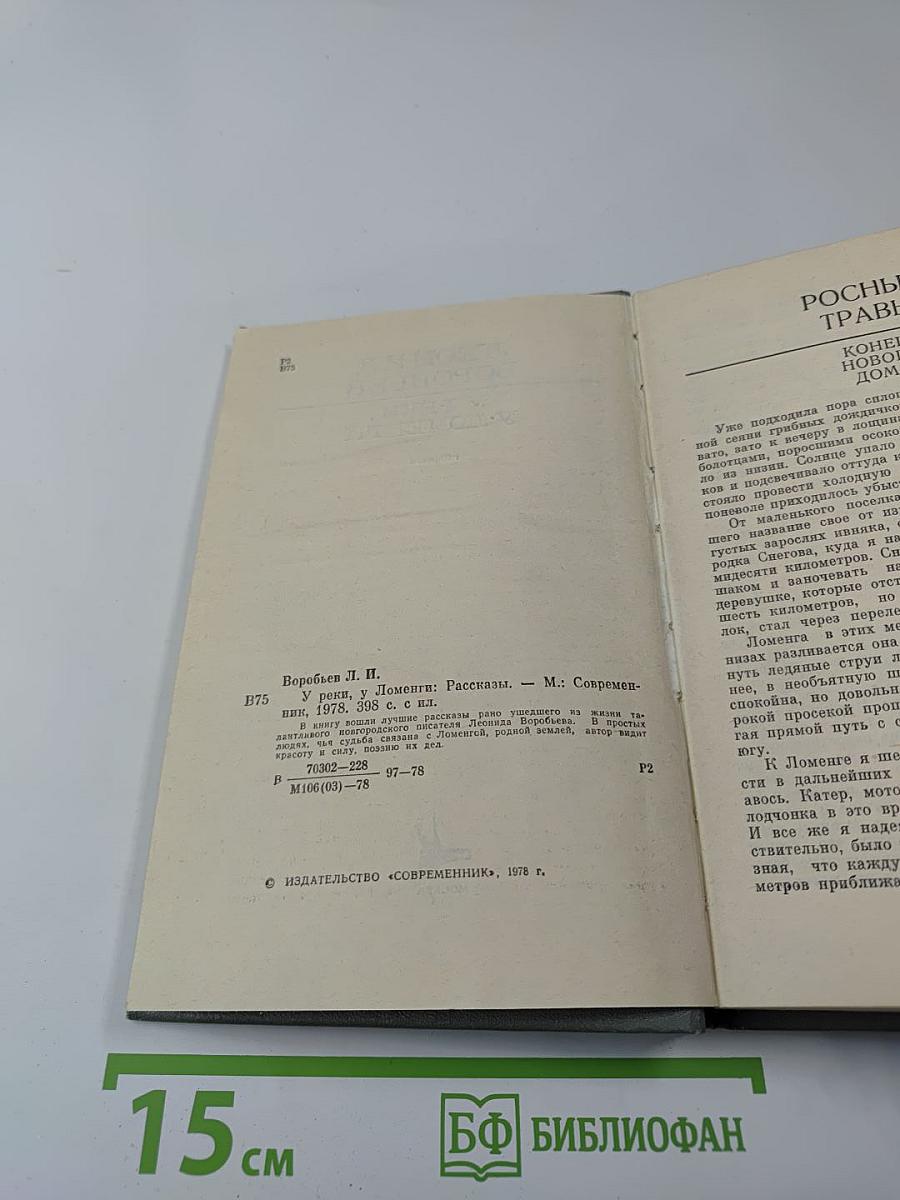 Р2
В75
Воробьев Л. И.
В75 У реки, у Ломенги: Рассказы. — М.: Современ-
ник, 1978. 398 с. с ил.
В книгу вошли лучшие рассказы рано ушедшего из жизни та-
лантливого новгородского писателя Леонида Воробьева. В простых
людях, чья судьба связана с Ломенгой, родной землей, автор видит
красоту и силу, поэзию их дел.
В 70302—228 97—78 Р2
М106(03)—78
© ИЗДАТЕЛЬСТВО «СОВРЕМЕННИК», 1978 г.
РОСНЫ
ТРАВ
КОНЕ
НОВО
ДОМ
Уже подходила пора спло
ной сеяни грибных дождичко
вато, зато к вечеру в лощин
болотцами, поросшими осоко
ло из низин. Солнце упало
ков и подсвечивало оттуда
стояло провести холодную
поневоле приходилось убыс
От маленького поселка
шего название свое от из
густых зарослях ивняка,
родка Снегова, куда я на
мидесяти километров. Сн
шаком и заночевать на
деревушке, которые отст
шесть километров, но
лок, стал через переле
Ломенга в этих ме
низах разливается она
нуть ледяные струи л
нее, в необъятную ш
спокойна, но довольн
рокой просекой проп
гая прямой путь с с
югу.
К Ломенге я ше
сти в дальнейших
авось. Катер, мото
лодчонка в это вр
И все же я наде
ствительно, было
зная, что кажду
метров приближа
15 см
БФ БИБЛИОФАН